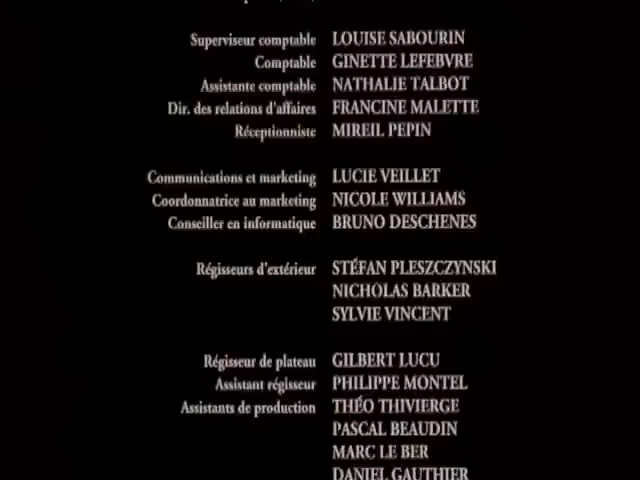 Superviseur comptable LOUISE SABOURIN
Comptable GINETTE LEFEBVRE
Assistante comptable NATHALIE TALBOT
Dir. des relations d'affaires FRANCINE MALETTE
Réceptionniste MIREIL PEPIN
Communications et marketing LUCIE VEILLET
Coordonnatrice au marketing NICOLE WILLIAMS
Conseiller en informatique BRUNO DESCHENES
Régisseurs d'extérieur STÉFAN PLESZCZYNSKI
NICHOLAS BARKER
SYLVIE VINCENT
Régisseur de plateau GILBERT LUCU
Assistant régisseur PHILIPPE MONTEL
Assistants de production THÉO THIVIERGE
PASCAL BEAUDIN
MARC LE BER
DANIEL GAUTHIER